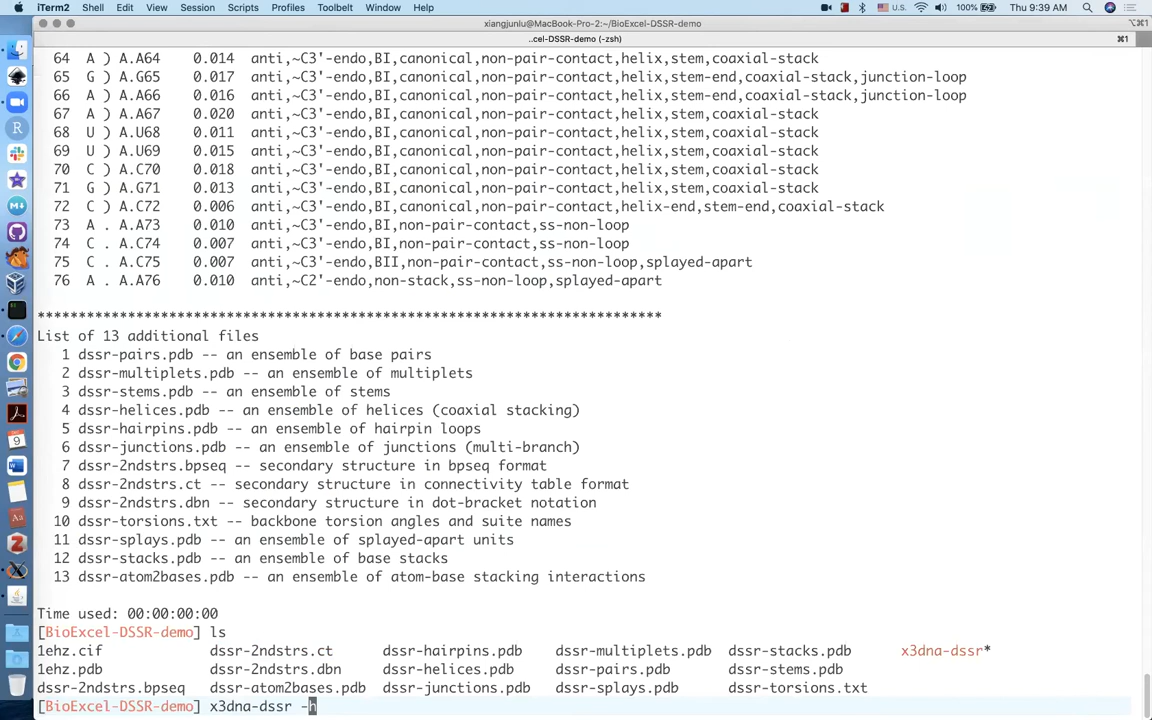 iTerm2 Shell Edit View Session Scripts Profiles Toolbelt Window Help U.S. 100% Thu 9:39 AM
xiangjunlu@MacBook-Pro-2:~/BioExcel-DSSR-demo ⌥⌘1
..cel-DSSR-demo (-zsh) ⌘1
64 A ) A.A64 0.014 anti,~C3'-endo,BI,canonical,non-pair-contact,helix,stem,coaxial-stack
65 G ) A.G65 0.017 anti,~C3'-endo,BI,canonical,non-pair-contact,helix,stem-end,coaxial-stack,junction-loop
66 A ) A.A66 0.016 anti,~C3'-endo,BI,canonical,non-pair-contact,helix,stem-end,coaxial-stack,junction-loop
67 A ) A.A67 0.020 anti,~C3'-endo,BI,canonical,non-pair-contact,helix,stem,coaxial-stack
68 U ) A.U68 0.011 anti,~C3'-endo,BI,canonical,non-pair-contact,helix,stem,coaxial-stack
69 U ) A.U69 0.015 anti,~C3'-endo,BI,canonical,non-pair-contact,helix,stem,coaxial-stack
70 C ) A.C70 0.018 anti,~C3'-endo,BI,canonical,non-pair-contact,helix,stem,coaxial-stack
71 G ) A.G71 0.013 anti,~C3'-endo,BI,canonical,non-pair-contact,helix,stem,coaxial-stack
72 C ) A.C72 0.006 anti,~C3'-endo,BI,canonical,non-pair-contact,helix-end,stem-end,coaxial-stack
73 A . A.A73 0.010 anti,~C3'-endo,BI,non-pair-contact,ss-non-loop
74 C . A.C74 0.007 anti,~C3'-endo,BI,non-pair-contact,ss-non-loop
75 C . A.C75 0.007 anti,~C3'-endo,BII,non-pair-contact,ss-non-loop,splayed-apart
76 A . A.A76 0.010 anti,~C2'-endo,non-stack,ss-non-loop,splayed-apart
****************************************************************************
List of 13 additional files
1 dssr-pairs.pdb -- an ensemble of base pairs
2 dssr-multiplets.pdb -- an ensemble of multiplets
3 dssr-stems.pdb -- an ensemble of stems
4 dssr-helices.pdb -- an ensemble of helices (coaxial stacking)
5 dssr-hairpins.pdb -- an ensemble of hairpin loops
6 dssr-junctions.pdb -- an ensemble of junctions (multi-branch)
7 dssr-2ndstrs.bpseq -- secondary structure in bpseq format
8 dssr-2ndstrs.ct -- secondary structure in connectivity table format
9 dssr-2ndstrs.dbn -- secondary structure in dot-bracket notation
10 dssr-torsions.txt -- backbone torsion angles and suite names
11 dssr-splays.pdb -- an ensemble of splayed-apart units
12 dssr-stacks.pdb -- an ensemble of base stacks
13 dssr-atom2bases.pdb -- an ensemble of atom-base stacking interactions
Time used: 00:00:00:00
[BioExcel-DSSR-demo] ls
1ehz.cif dssr-2ndstrs.ct dssr-hairpins.pdb dssr-multiplets.pdb dssr-stacks.pdb x3dna-dssr*
1ehz.pdb dssr-2ndstrs.dbn dssr-helices.pdb dssr-pairs.pdb dssr-stems.pdb
dssr-2ndstrs.bpseq dssr-atom2bases.pdb dssr-junctions.pdb dssr-splays.pdb dssr-torsions.txt
[BioExcel-DSSR-demo] x3dna-dssr -h